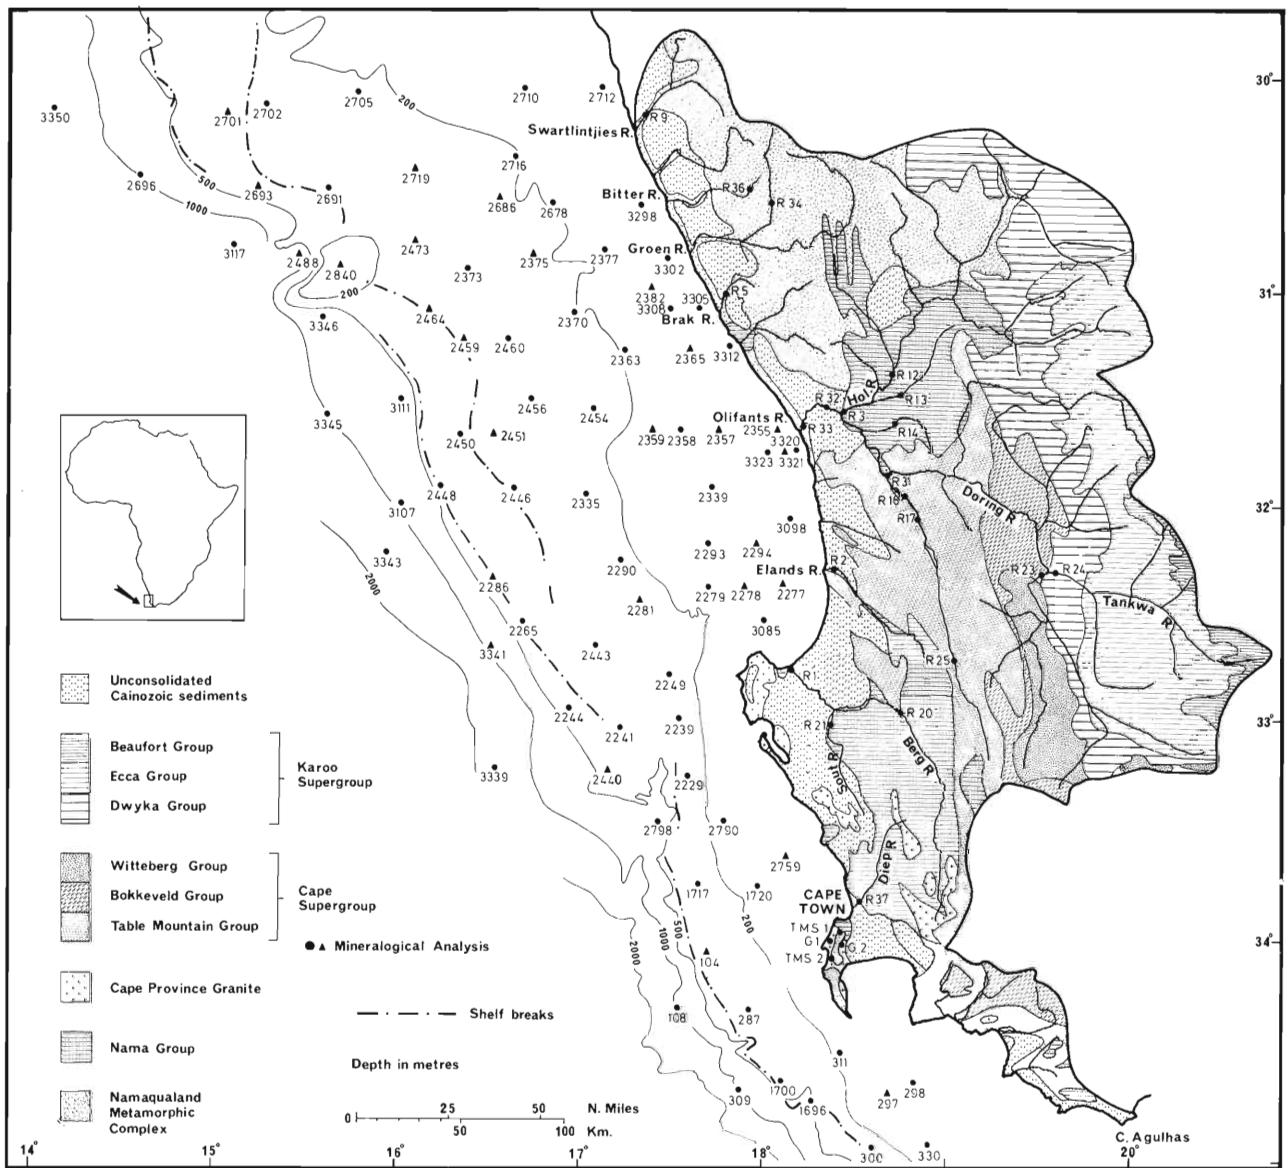 30°
31°
32°
33°
34°
14°
15°
16°
17°
18°
20°
3350
2701
2702
2705
200
2710
2712
Swartlintjies R.
R 9
2696
500
2693
2691
2719
2716
2686
2678
1000
Bitter R.
3298
R 36
R 34
3117
2488
2840
2473
2373
2375
2377
Groen R.
3302
200
2464
2382
3305
R 5
3308
Brak R.
3346
2459
2460
2370
2363
2365
3312
3345
3111
2456
2454
2450
2451
Olifants R.
2359
2358
2357
2355
3320
3323
3321
R 33
R 32
Hol R.
R 3
R 12
R 13
R 14
R 31
R 18
R 17
Doring R
2448
2446
2335
2339
3107
3098
3343
2000
2286
2290
2293
2294
Elands R.
R 2
2281
2279
2278
2277
R 23
R 24
Tankwa R
2265
3341
2443
3085
2249
R 1
R 25
2244
2241
2239
R 21
R 20
Berg R
Sout R
3339
2440
2229
2798
2790
2759
Diep R
1717
1720
CAPE
TOWN
R 37
200
500
1000
2000
TMS 1
G 1
G 2
TMS 2
104
108
287
311
309
1700
1696
297
298
300
330
C. Agulhas
Unconsolidated
Cainozoic sediments
Beaufort Group
Ecca Group
Dwyka Group
Karoo
Supergroup
Witteberg Group
Bokkeveld Group
Table Mountain Group
Cape
Supergroup
Mineralogical Analysis
Cape Province Granite
Shelf breaks
Nama Group
Depth in metres
Namaqualand
Metamorphic
Complex
0 25 50 N. Miles
50 100 Km.